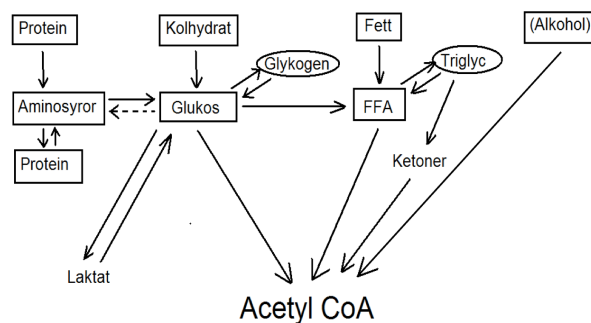 Protein
Kolhydrat
Fett
(Alkohol)
Glykogen
Triglyc
Aminosyror
Glukos
FFA
Protein
Ketoner
Laktat
Acetyl CoA